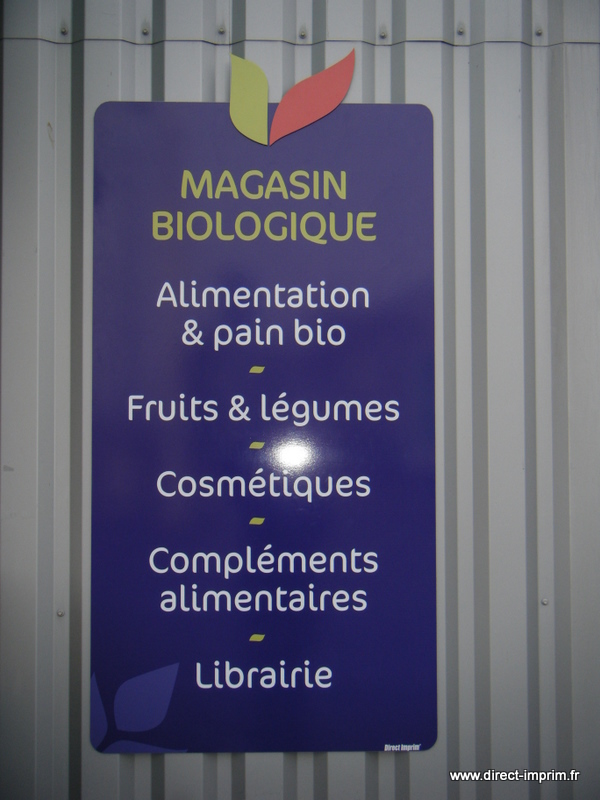 MAGASIN
BIOLOGIQUE
Alimentation
& pain bio
Fruits & légumes
Cosmétiques
Compléments
alimentaires
Librairie
Direct Imprim'
www.direct-imprim.fr